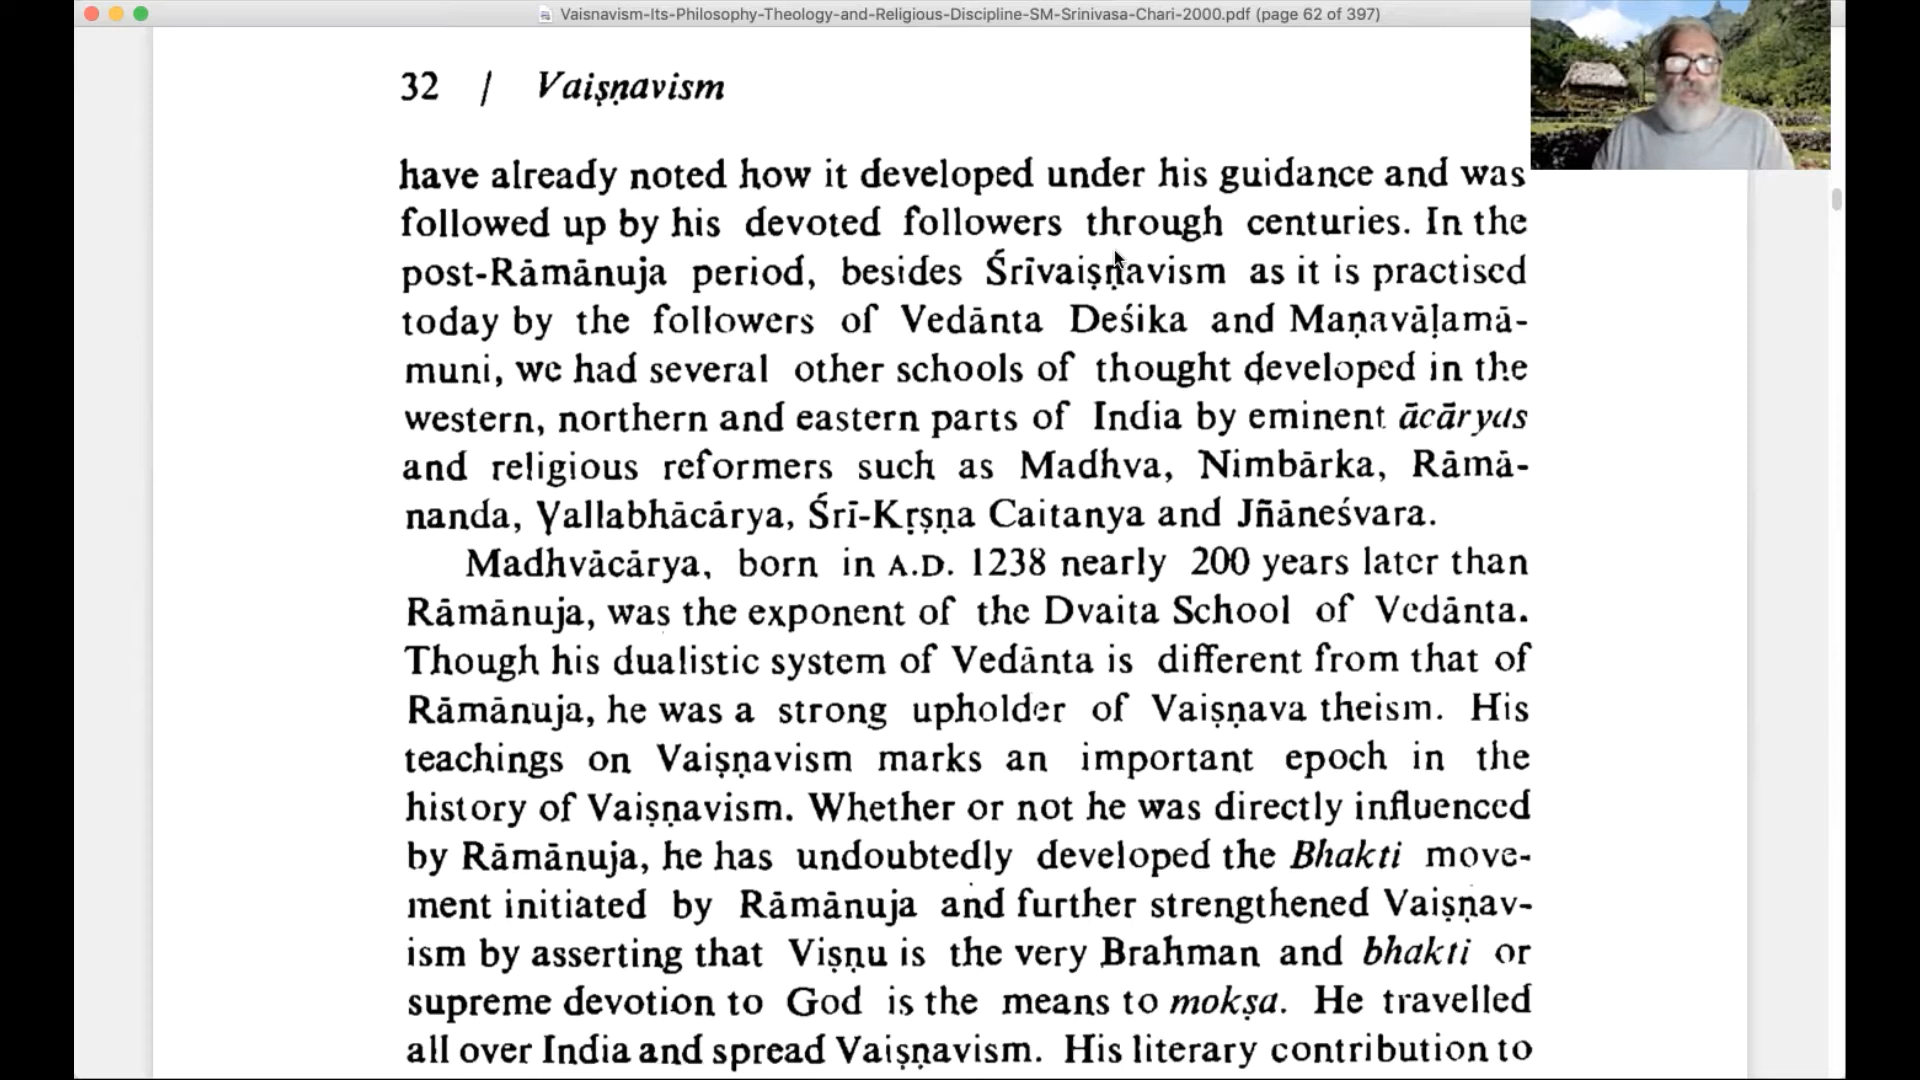 Vaisnavism-Its-Philosophy-Theology-and-Religious-Discipline-SM-Srinivasa-Chari-2000.pdf (page 62 of 397)
32 / Vaiṣṇavism
have already noted how it developed under his guidance and was
followed up by his devoted followers through centuries. In the
post-Rāmānuja period, besides Śrīvaiṣṇavism as it is practised
today by the followers of Vedānta Deśika and Maṇavāḷamā-
muni, we had several other schools of thought developed in the
western, northern and eastern parts of India by eminent ācāryas
and religious reformers such as Madhva, Nimbārka, Rāmā-
nanda, Vallabhācārya, Śrī-Kṛṣṇa Caitanya and Jñāneśvara.
Madhvācārya, born in A.D. 1238 nearly 200 years later than
Rāmānuja, was the exponent of the Dvaita School of Vedānta.
Though his dualistic system of Vedānta is different from that of
Rāmānuja, he was a strong upholder of Vaiṣṇava theism. His
teachings on Vaiṣṇavism marks an important epoch in the
history of Vaiṣṇavism. Whether or not he was directly influenced
by Rāmānuja, he has undoubtedly developed the Bhakti move-
ment initiated by Rāmānuja and further strengthened Vaiṣṇav-
ism by asserting that Viṣṇu is the very Brahman and bhakti or
supreme devotion to God is the means to mokṣa. He travelled
all over India and spread Vaiṣṇavism. His literary contribution to